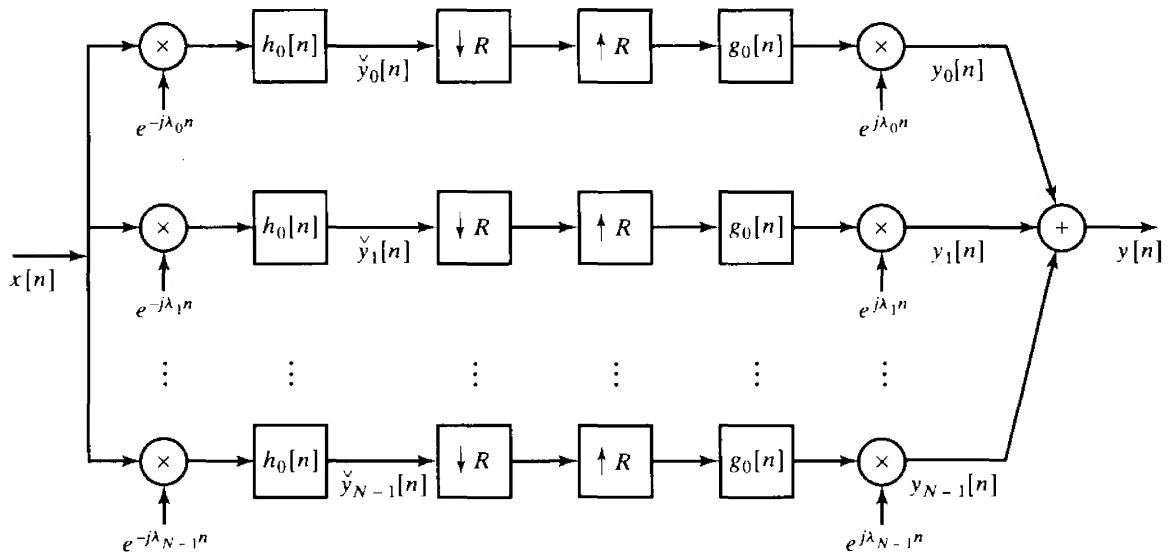 × h₀[n] y̌₀[n] ↓ R ↑ R g₀[n] × y₀[n]
e^{-jλ₀n} e^{jλ₀n}
× h₀[n] y̌₁[n] ↓ R ↑ R g₀[n] × y₁[n] + y[n]
x[n]
e^{-jλ₁n} e^{jλ₁n}
⋮ ⋮ ⋮ ⋮ ⋮ ⋮
× h₀[n] y̌_{N-1}[n] ↓ R ↑ R g₀[n] × y_{N-1}[n]
e^{-jλ_{N-1}n} e^{jλ_{N-1}n}